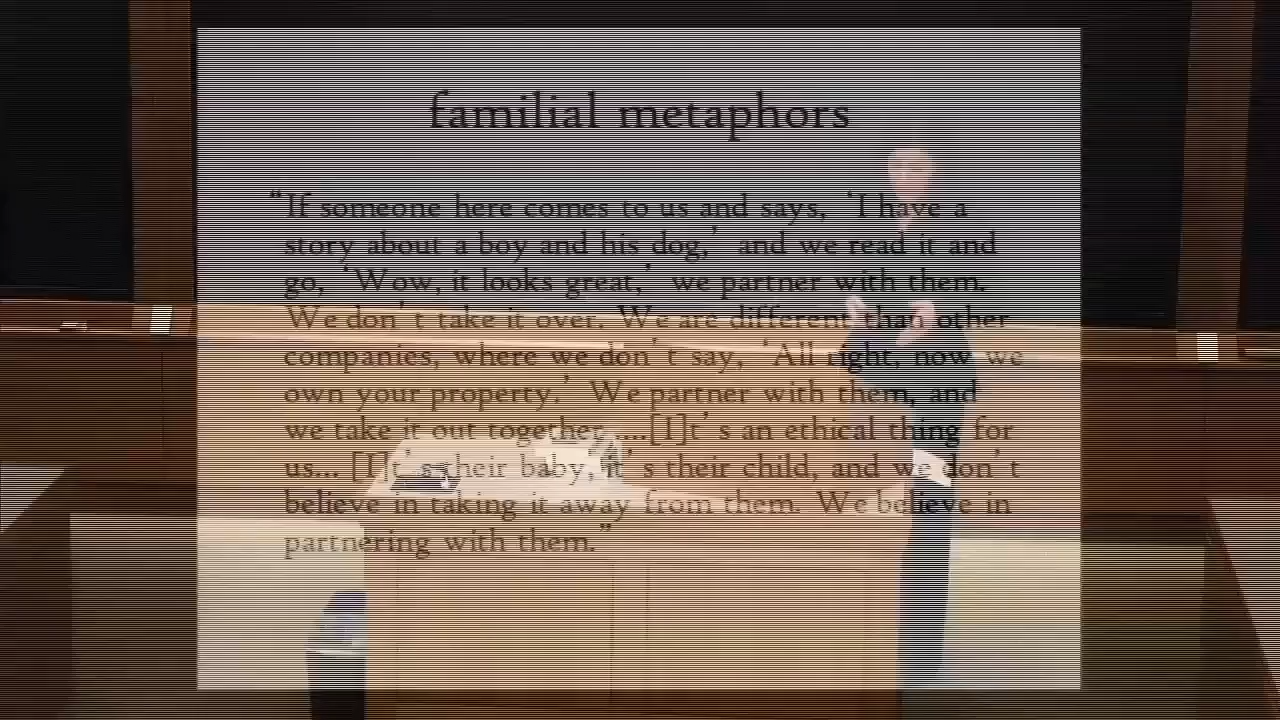 familial metaphors
“If someone here comes to us and says, ‘I have a
story about a boy and his dog,’ and we read it and
go, ‘Wow, it looks great,’ we partner with them.
We don’t take it over. We are different than other
companies, where we don’t say, ‘All right, now we
own your property.’ We partner with them, and
we take it out together ....[I]t’s an ethical thing for
us... [I]t’s their baby, it’s their child, and we don’t
believe in taking it away from them. We believe in
partnering with them.”